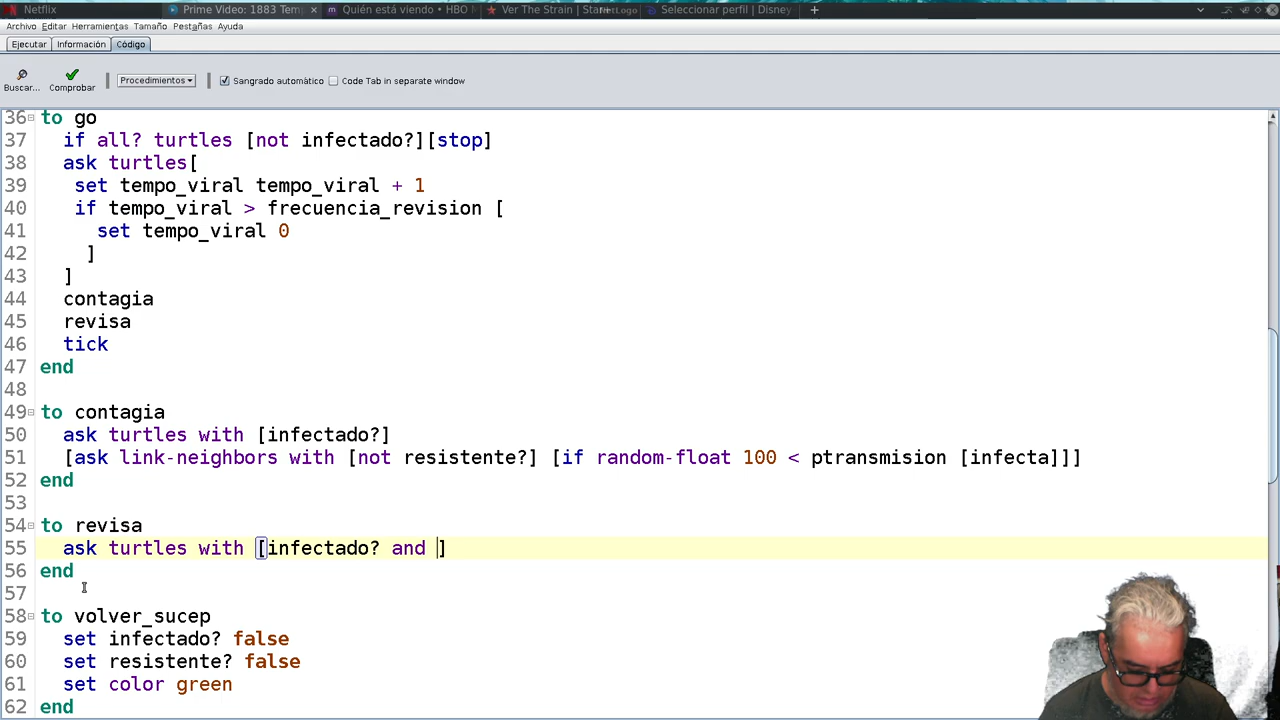 Netflix
Prime Video: 1883 Tem
Quién está viendo • HBO
Ver The Strain | Star+
NetLogo
Seleccionar perfil | Disney
Archivo Editar Herramientas Tamaño Pestañas Ayuda
Ejecutar Información Código
Buscar... Comprobar Procedimientos Sangrado automático Code Tab in separate window
36 to go
37 if all? turtles [not infectado?][stop]
38 ask turtles[
39 set tempo_viral tempo_viral + 1
40 if tempo_viral > frecuencia_revision [
41 set tempo_viral 0
42 ]
43 ]
44 contagia
45 revisa
46 tick
47 end
48
49 to contagia
50 ask turtles with [infectado?]
51 [ask link-neighbors with [not resistente?] [if random-float 100 < ptransmision [infecta]]]
52 end
53
54 to revisa
55 ask turtles with [infectado? and ]
56 end
57
58 to volver_sucep
59 set infectado? false
60 set resistente? false
61 set color green
62 end